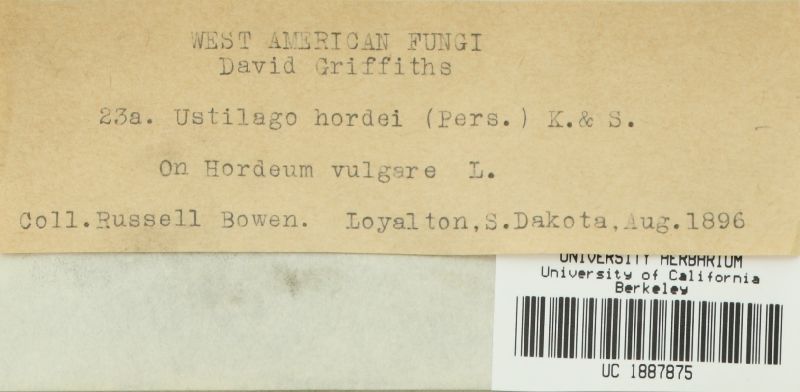 WEST AMERICAN FUNGI
David Griffiths
23a. Ustilago hordei (Pers.) K.& S.
On Hordeum vulgare L.
Coll.Russell Bowen. Loyalton,S.Dakota,Aug.1896
UNIVERSITY HERBARIUM
University of California
Berkeley
UC 1887875